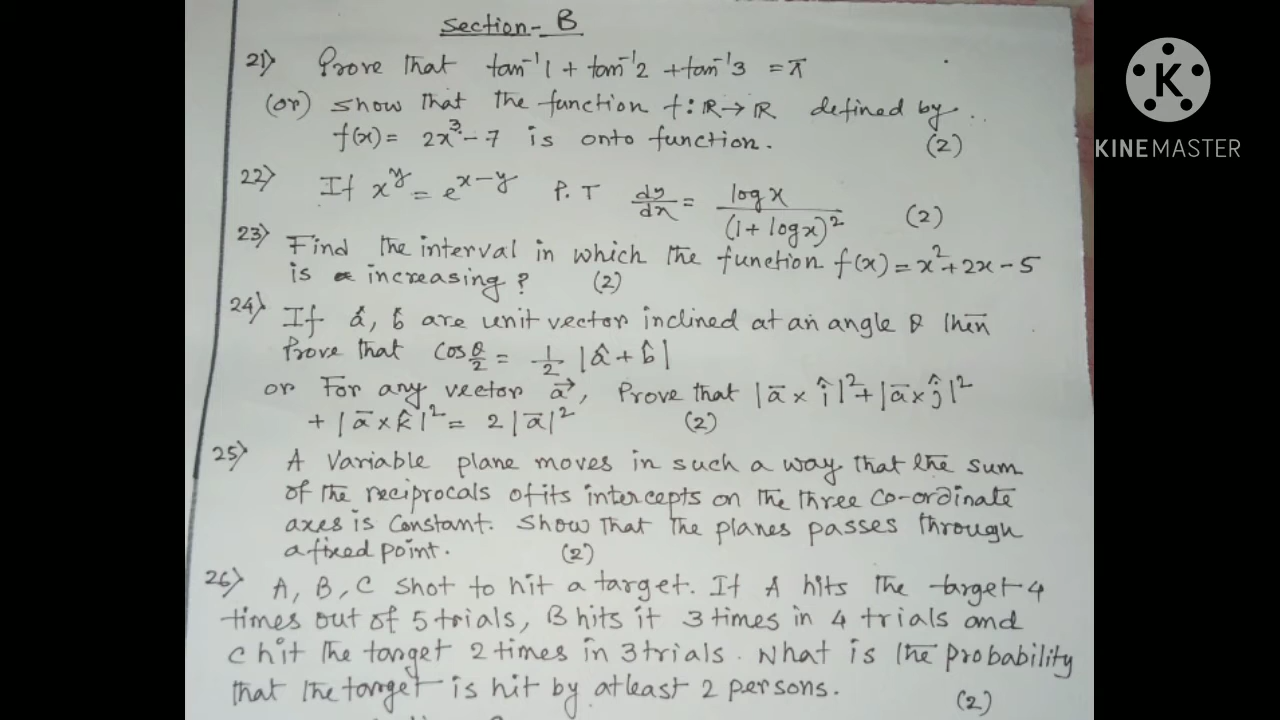 Section - B
21) Prove that tan⁻¹1 + tan⁻¹2 + tan⁻¹3 = π
(or) show that the function f: R → R defined by
f(x) = 2x³ - 7 is onto function. (2)
22) If x^y = e^(x-y) P.T dy/dx = log x / (1 + log x)² (2)
23) Find the interval in which the function f(x) = x² + 2x - 5
is increasing? (2)
24) If â, b̂ are unit vector inclined at an angle θ then
Prove that Cos θ/2 = 1/2 |â + b̂|
or For any vector a⃗, Prove that |a̅ × î|² + |a̅ × ĵ|²
+ |a̅ × k̂|² = 2|a̅|² (2)
25) A Variable plane moves in such a way that the sum
of the reciprocals of its intercepts on the three Co-ordinate
axes is Constant. Show that the planes passes through
a fixed point. (2)
26) A, B, C shot to hit a target. If A hits the target 4
times out of 5 trials, B hits it 3 times in 4 trials and
C hit the target 2 times in 3 trials. What is the probability
that the target is hit by atleast 2 persons. (2)
K
KINEMASTER